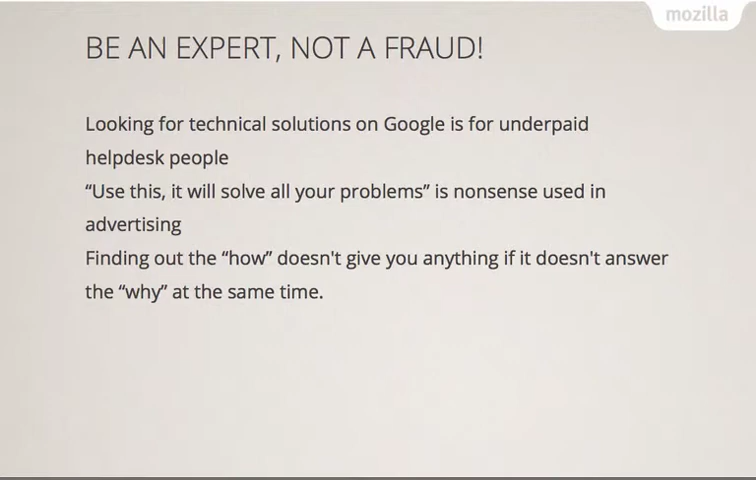 mozilla
BE AN EXPERT, NOT A FRAUD!
Looking for technical solutions on Google is for underpaid
helpdesk people
“Use this, it will solve all your problems” is nonsense used in
advertising
Finding out the “how” doesn't give you anything if it doesn't answer
the “why” at the same time.